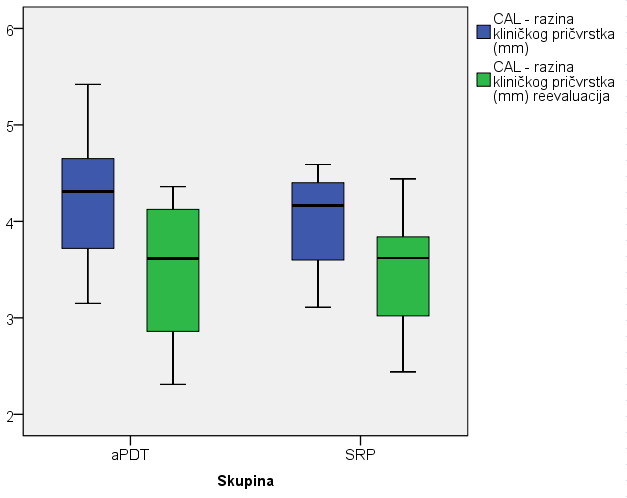 6
5
4
3
2
aPDT SRP
Skupina
CAL - razina
kliničkog pričvrstka
(mm)
CAL - razina
kliničkog pričvrstka
(mm) reevaluacija